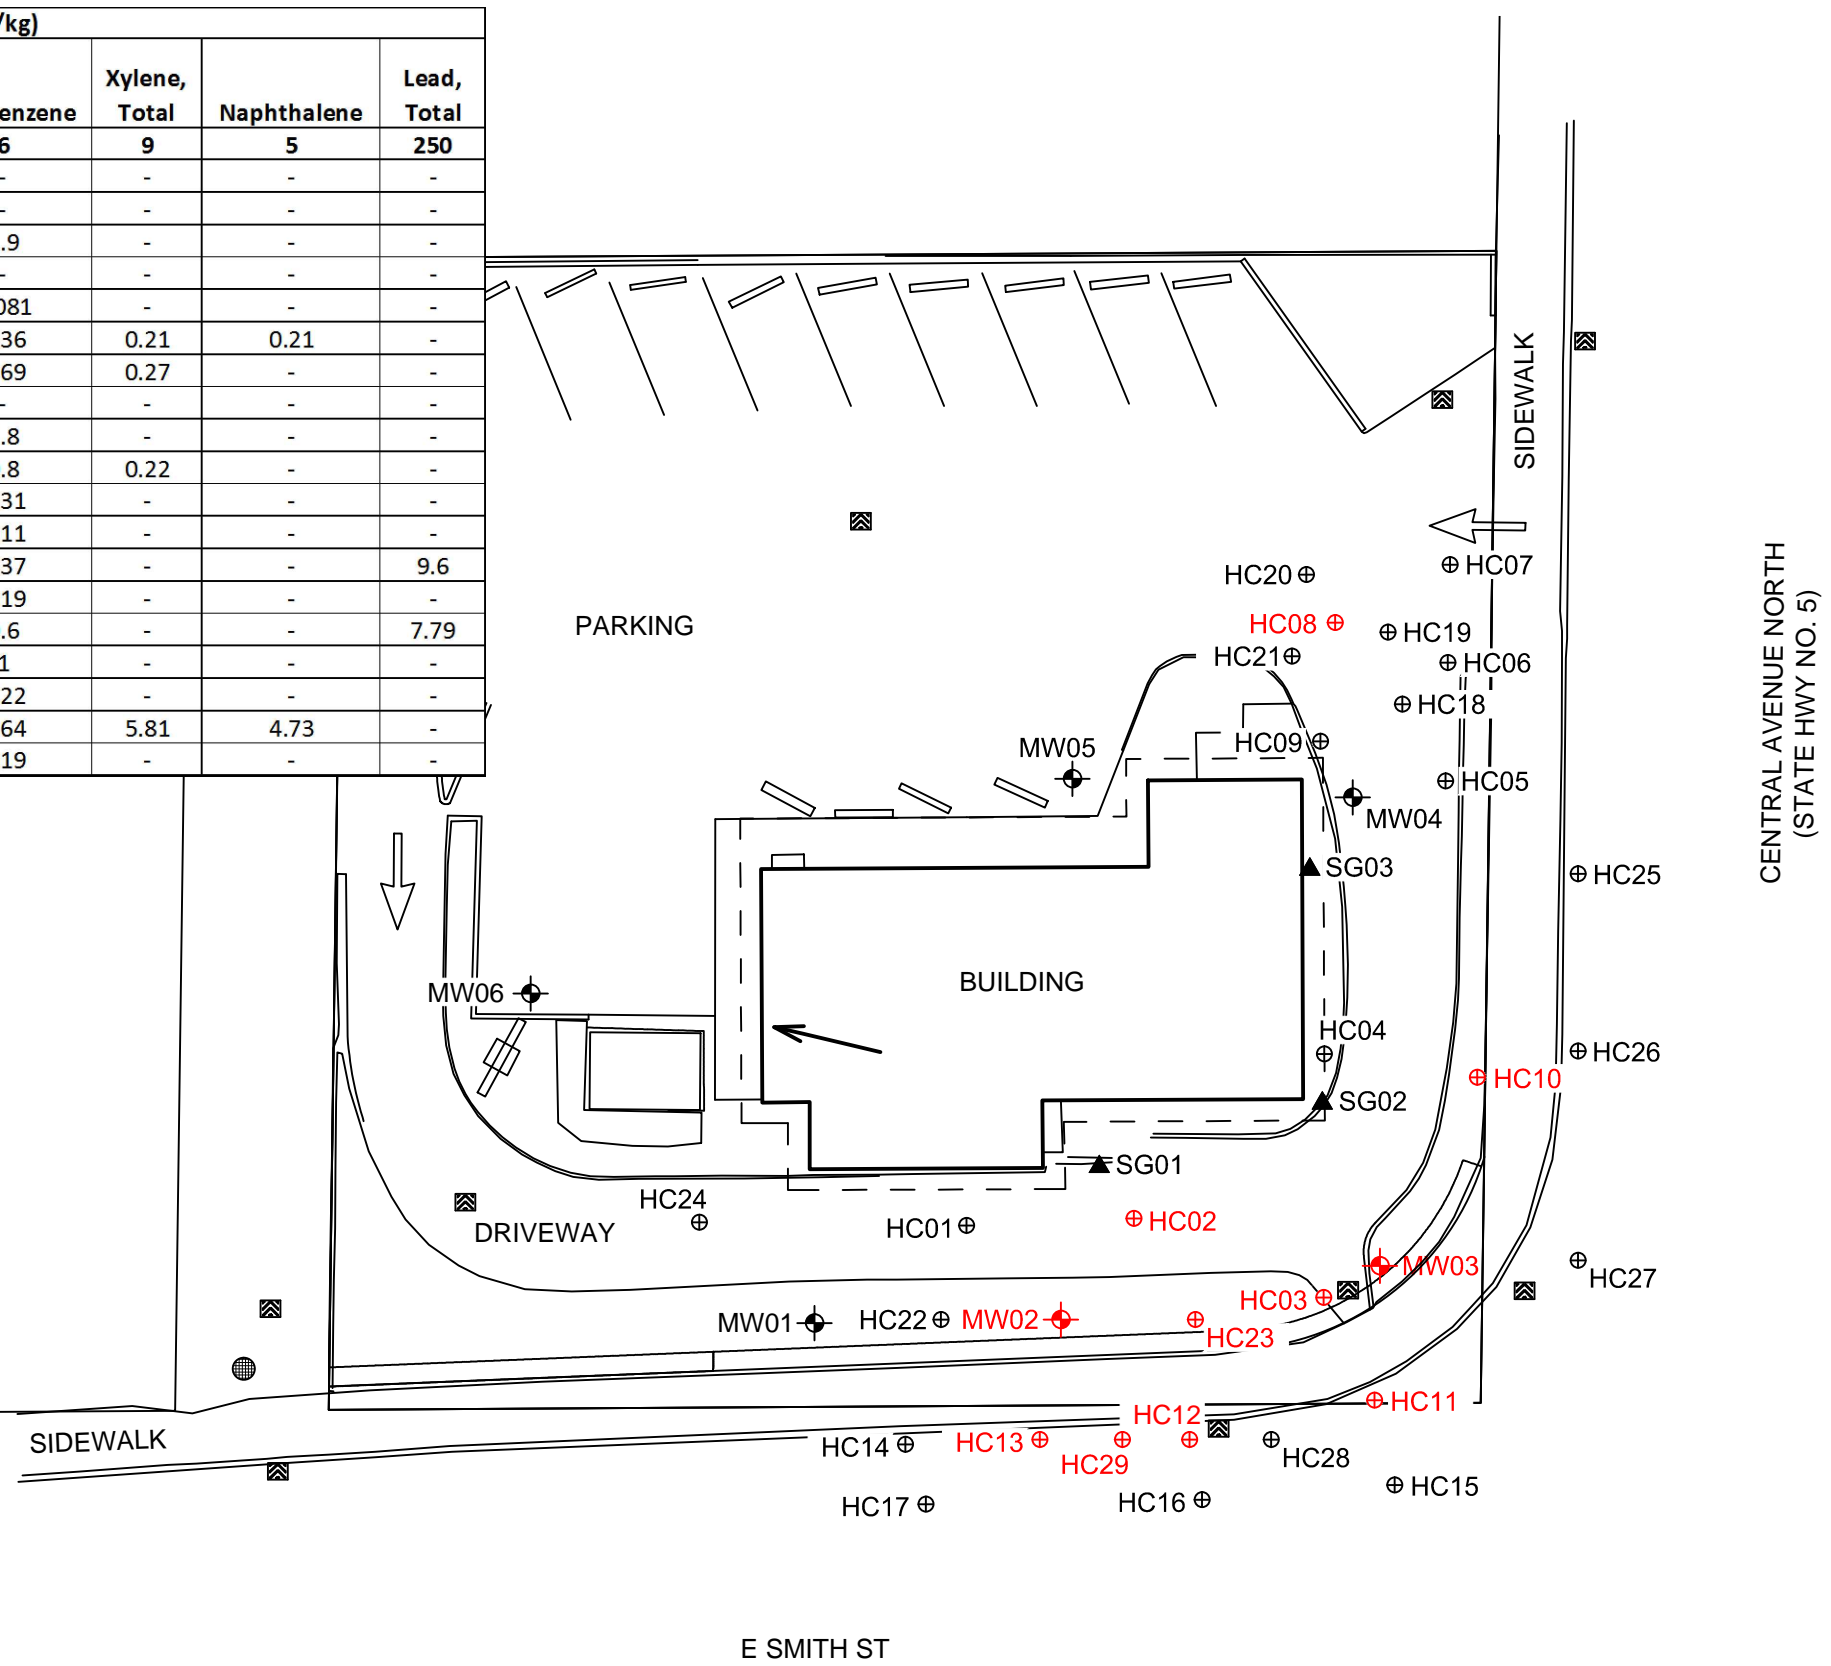 /kg)
enzene Xylene, Total Naphthalene Lead, Total
6 9 5 250
- - - -
- - - -
.9 - - -
- - - -
081 - - -
36 0.21 0.21 -
69 0.27 - -
- - - -
.8 - - -
.8 0.22 - -
31 - - -
11 - - -
37 - - 9.6
19 - - -
.6 - - 7.79
1 - - -
22 - - -
64 5.81 4.73 -
19 - - -
SIDEWALK
CENTRAL AVENUE NORTH
(STATE HWY NO. 5)
PARKING
HC07
HC20
HC08
HC19
HC21
HC06
HC18
HC09
MW05
HC05
MW04
SG03
HC25
BUILDING
MW06
HC04
HC26
HC10
SG02
SG01
HC24
DRIVEWAY
HC01
HC02
MW03
HC27
HC03
MW01
HC22
MW02
HC23
HC11
HC12
SIDEWALK
HC14
HC13
HC29
HC28
HC15
HC17
HC16
E SMITH ST